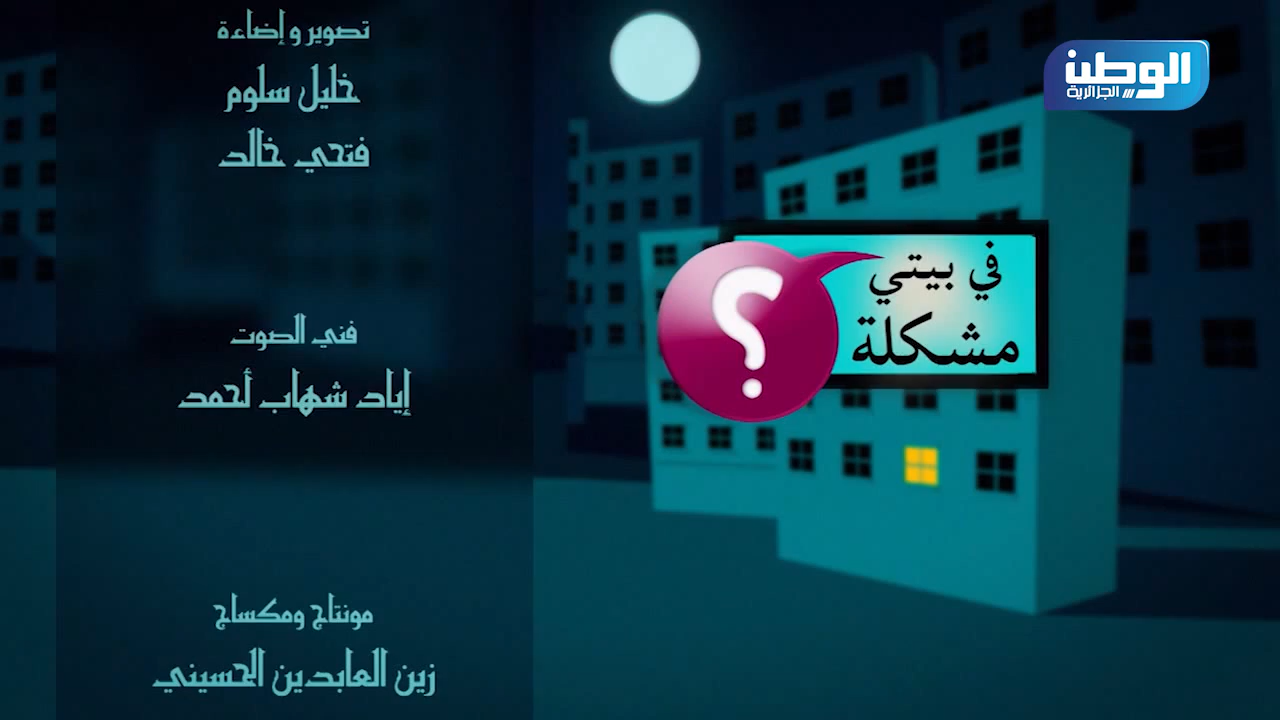 تصوير و إضاءة
خليل سلوم
فتحي خالد
فني الصوت
إياد شهاب أحمد
مونتاج ومكساج
زين العابدين الحسيني
الوطن
الجزائرية
في بيتي
؟
مشكلة